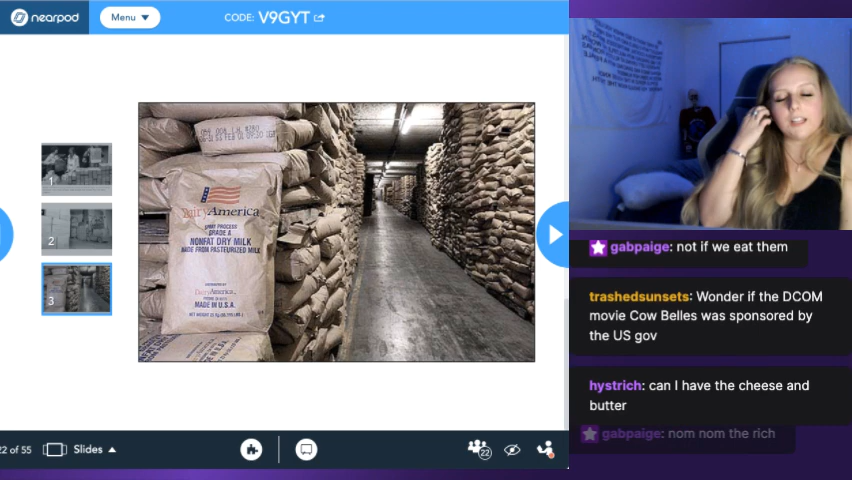 nearpod
Menu
CODE: V9GYT
1
2
3
DairyAmerica
SPRAY PROCESS
GRADE A
NONFAT DRY MILK
MADE FROM PASTEURIZED MILK
DairyAmerica
MADE IN U.S.A.
22 of 55
Slides
22
gabpaige: not if we eat them
trashedsunsets: Wonder if the DCOM
movie Cow Belles was sponsored by
the US gov
hystrich: can I have the cheese and
butter
gabpaige: nom nom the rich